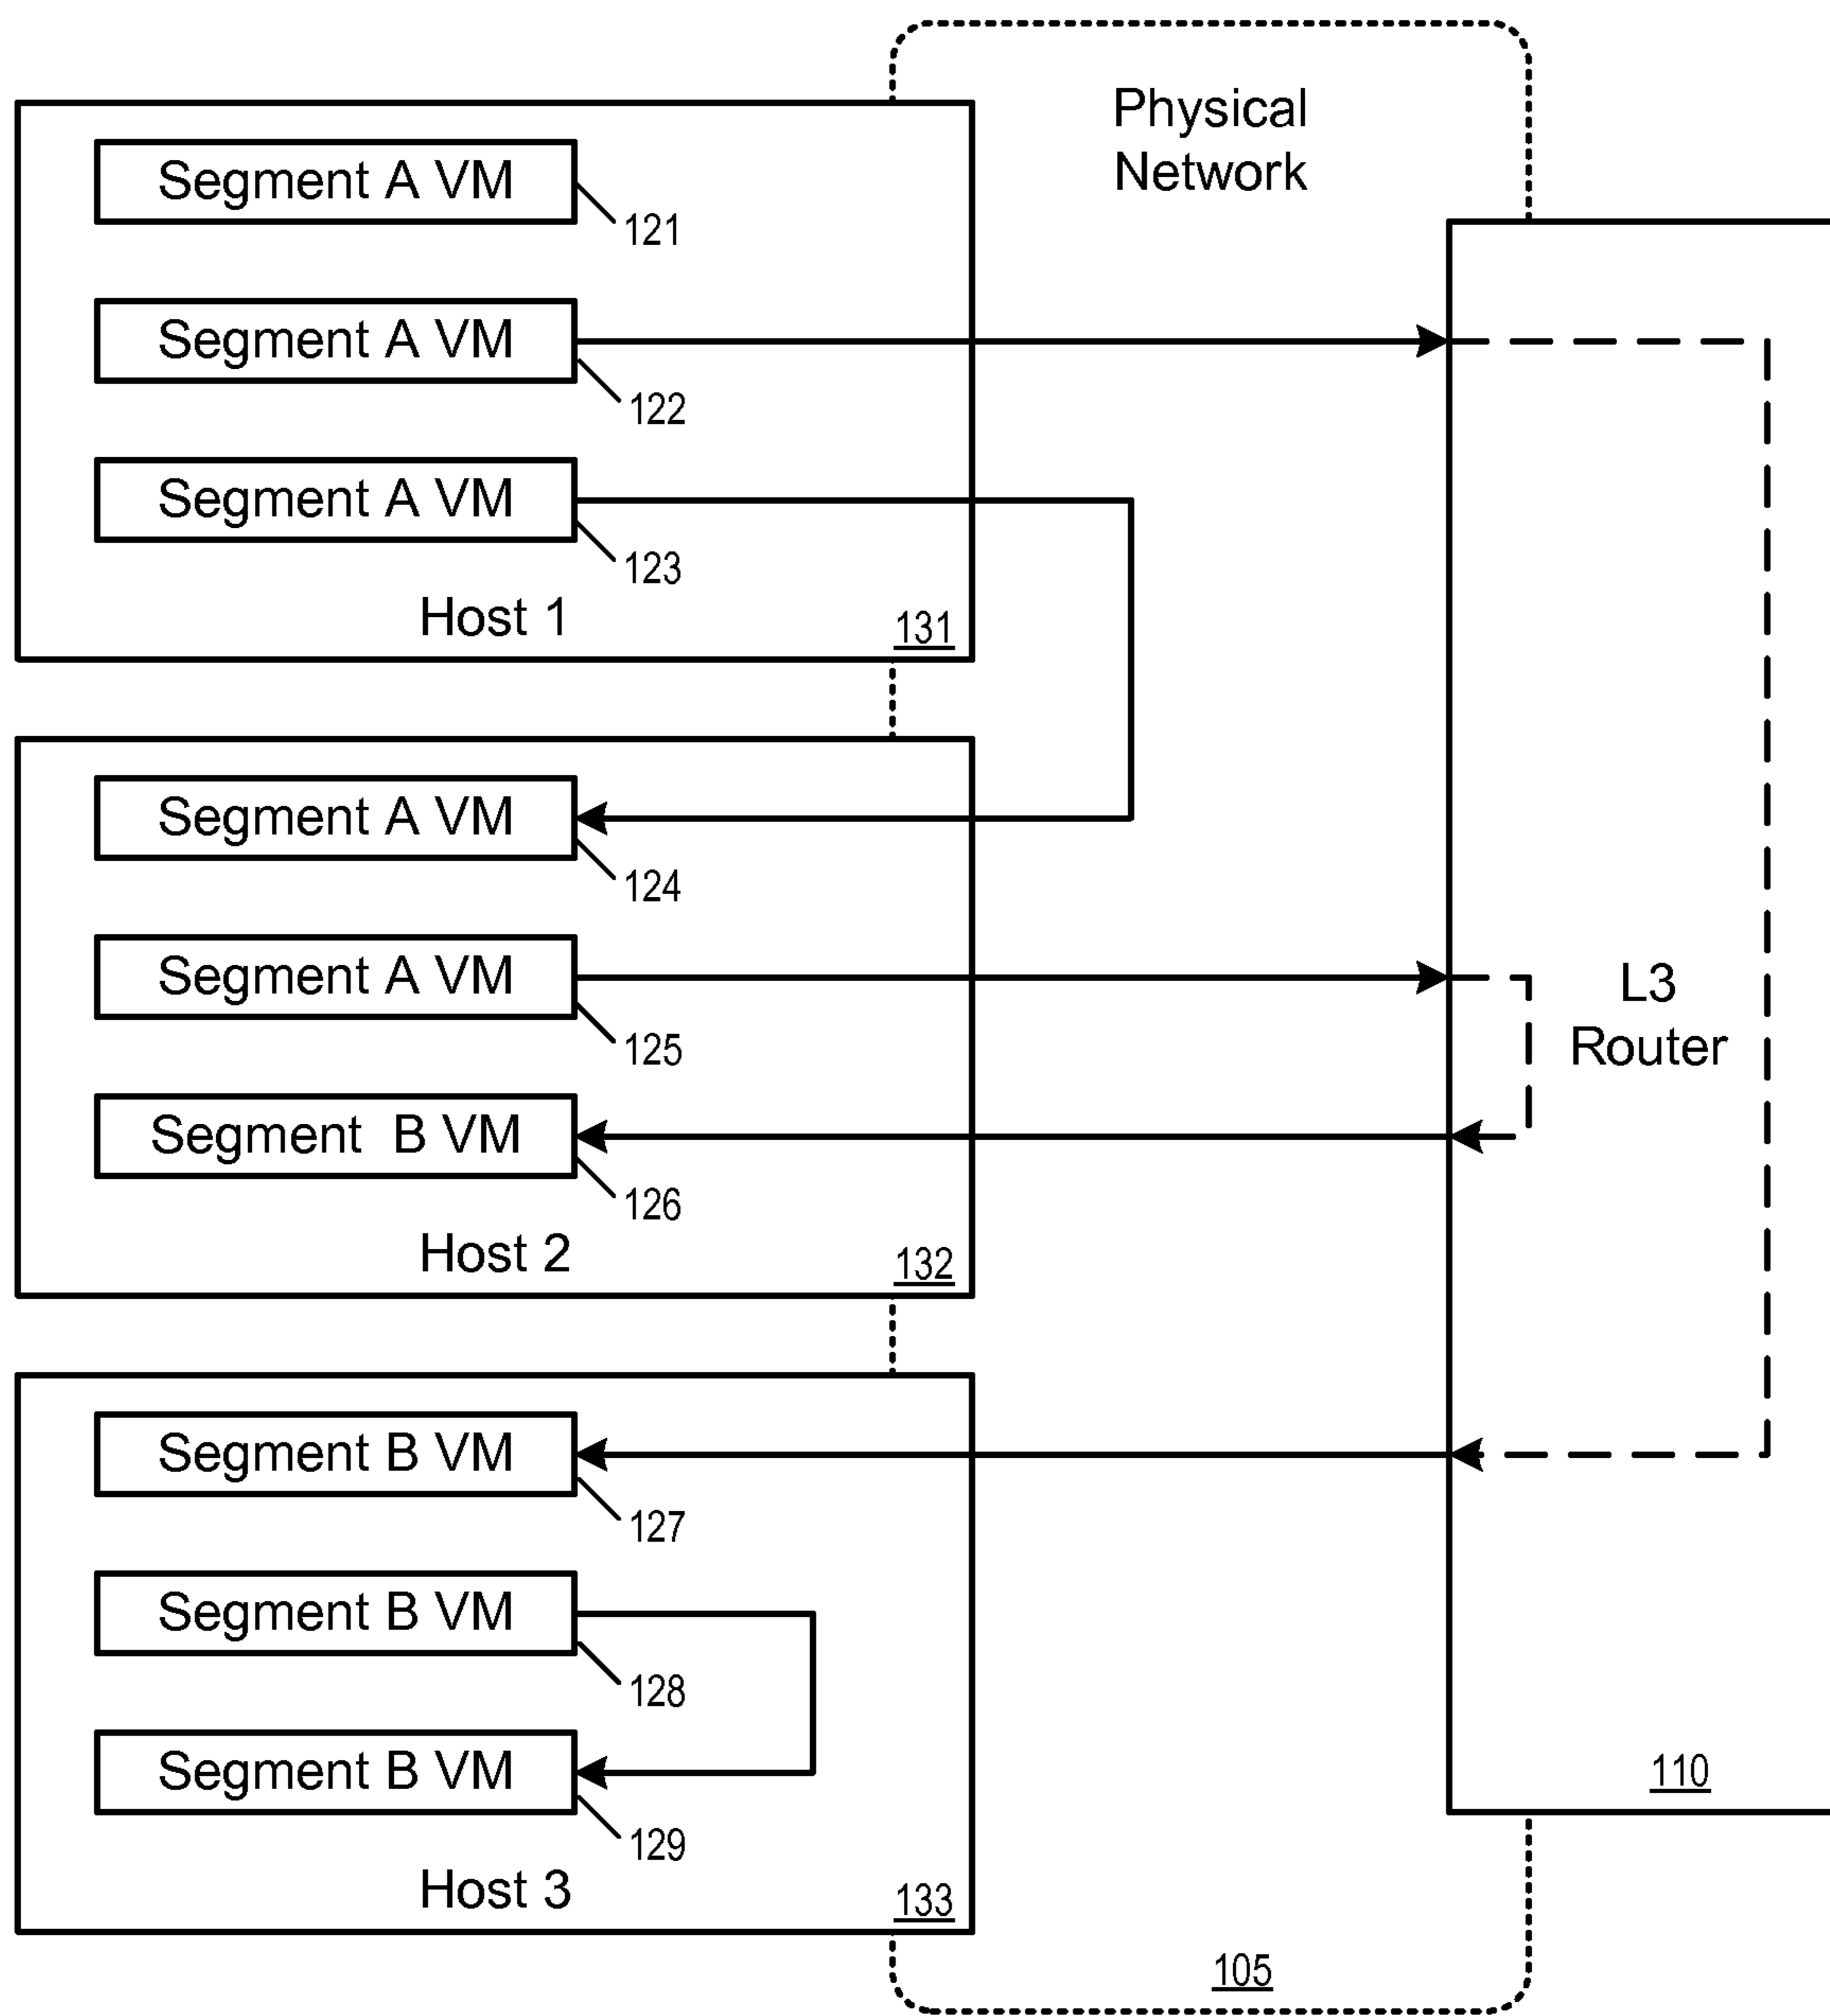 Physical
Network
Segment A VM
121
Segment A VM
122
Segment A VM
123
Host 1
131
Segment A VM
124
Segment A VM
125
Segment B VM
126
Host 2
132
L3
Router
Segment B VM
127
Segment B VM
128
Segment B VM
129
Host 3
133
110
105